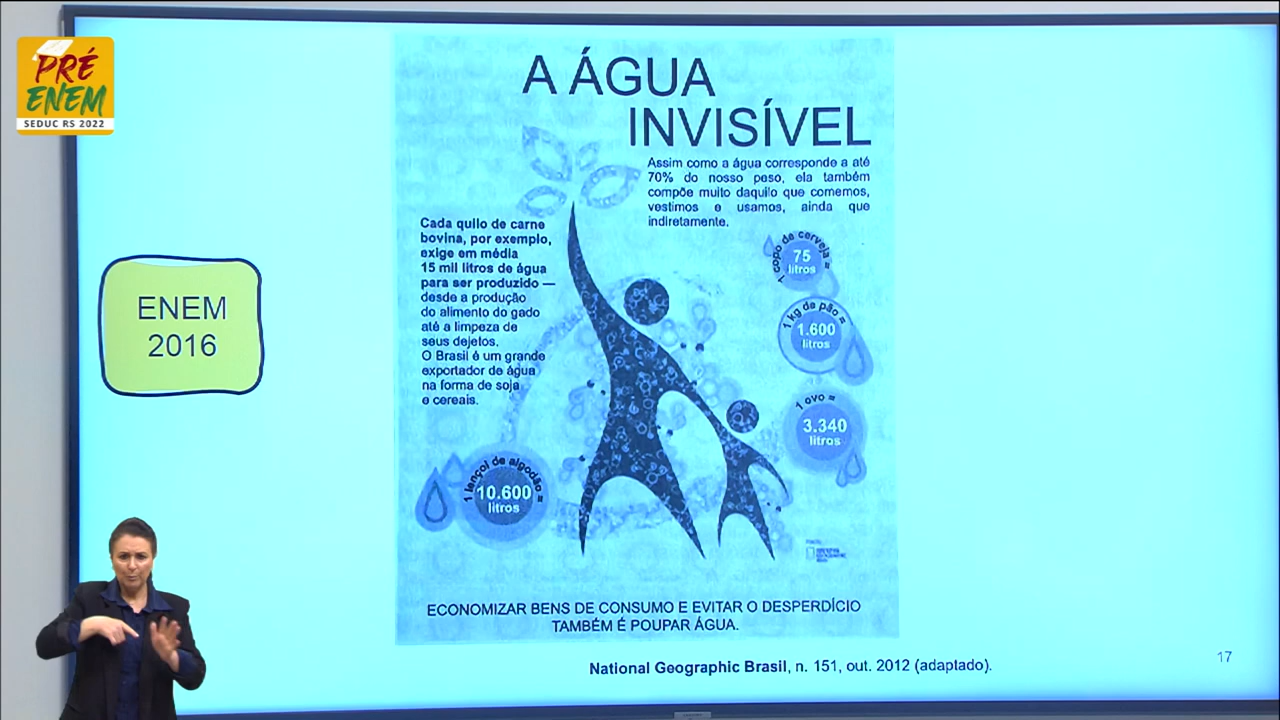 PRÉ
ENEM
SEDUC RS 2022
A ÁGUA
INVISÍVEL
Assim como a água corresponde a até
70% do nosso peso, ela também
compõe muito daquilo que comemos,
vestimos e usamos, ainda que
indiretamente.
Cada quilo de carne
bovina, por exemplo,
exige em média
15 mil litros de água
para ser produzido —
desde a produção
do alimento do gado
até a limpeza de
seus dejetos.
O Brasil é um grande
exportador de água
na forma de soja
e cereais.
1 copo de cerveja =
75
litros
1 kg de pão =
1.600
litros
1 ovo =
3.340
litros
1 lençol de algodão =
10.600
litros
ENEM
2016
ECONOMIZAR BENS DE CONSUMO E EVITAR O DESPERDÍCIO
TAMBÉM É POUPAR ÁGUA.
National Geographic Brasil, n. 151, out. 2012 (adaptado).
17